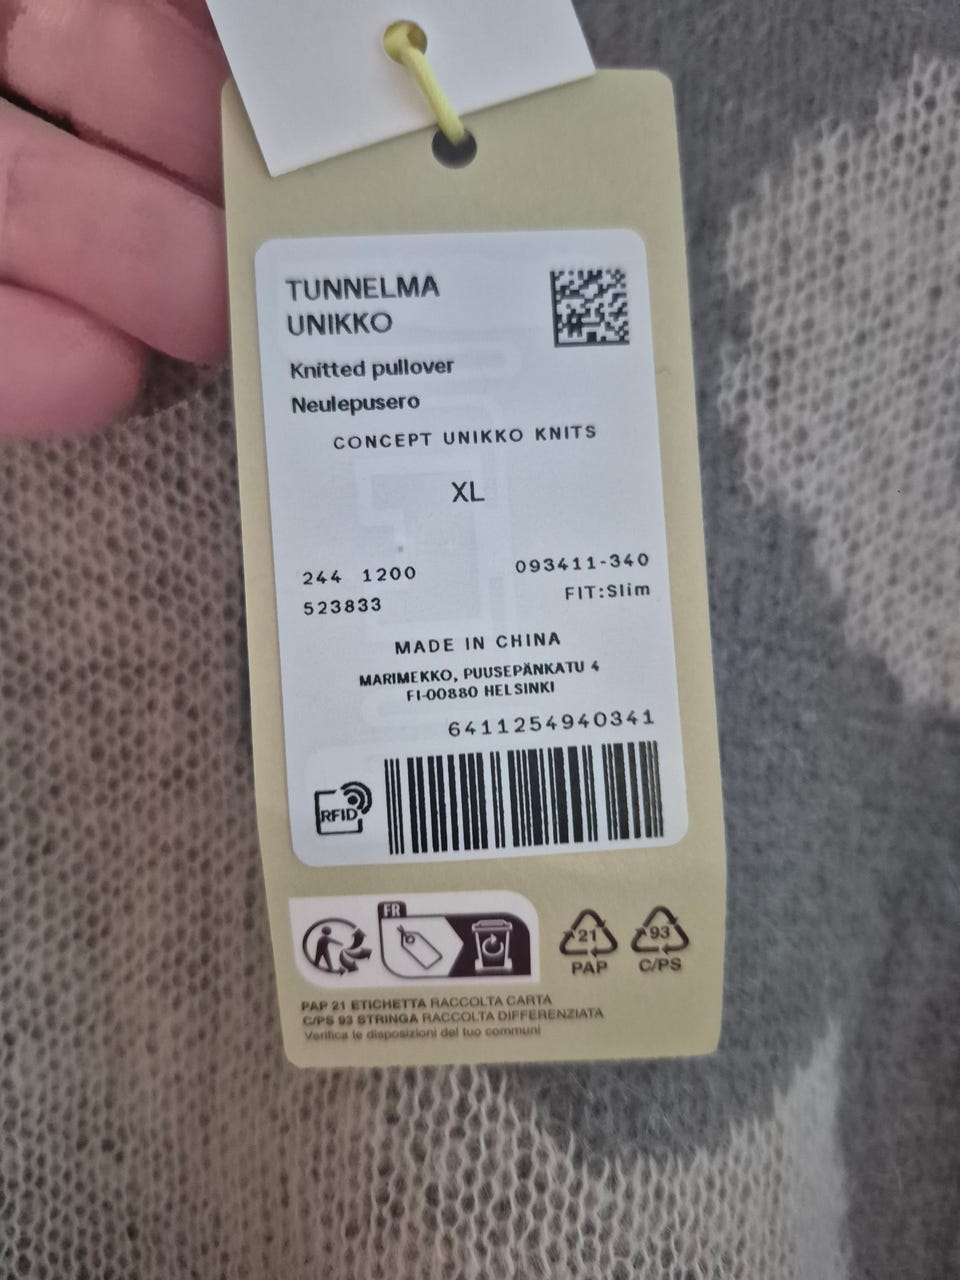 TUNNELMA
UNIKKO
Knitted pullover
Neulepusero
CONCEPT UNIKKO KNITS
XL
244 1200 093411-340
523833 FIT:Slim
MADE IN CHINA
MARIMEKKO, PUUSEPÄNKATU 4
FI-00880 HELSINKI
6411254940341
RFID
FR
21 93
PAP C/PS
PAP 21 ETICHETTA RACCOLTA CARTA
C/PS 93 STRINGA RACCOLTA DIFFERENZIATA
Verifica le disposizioni del tuo communi